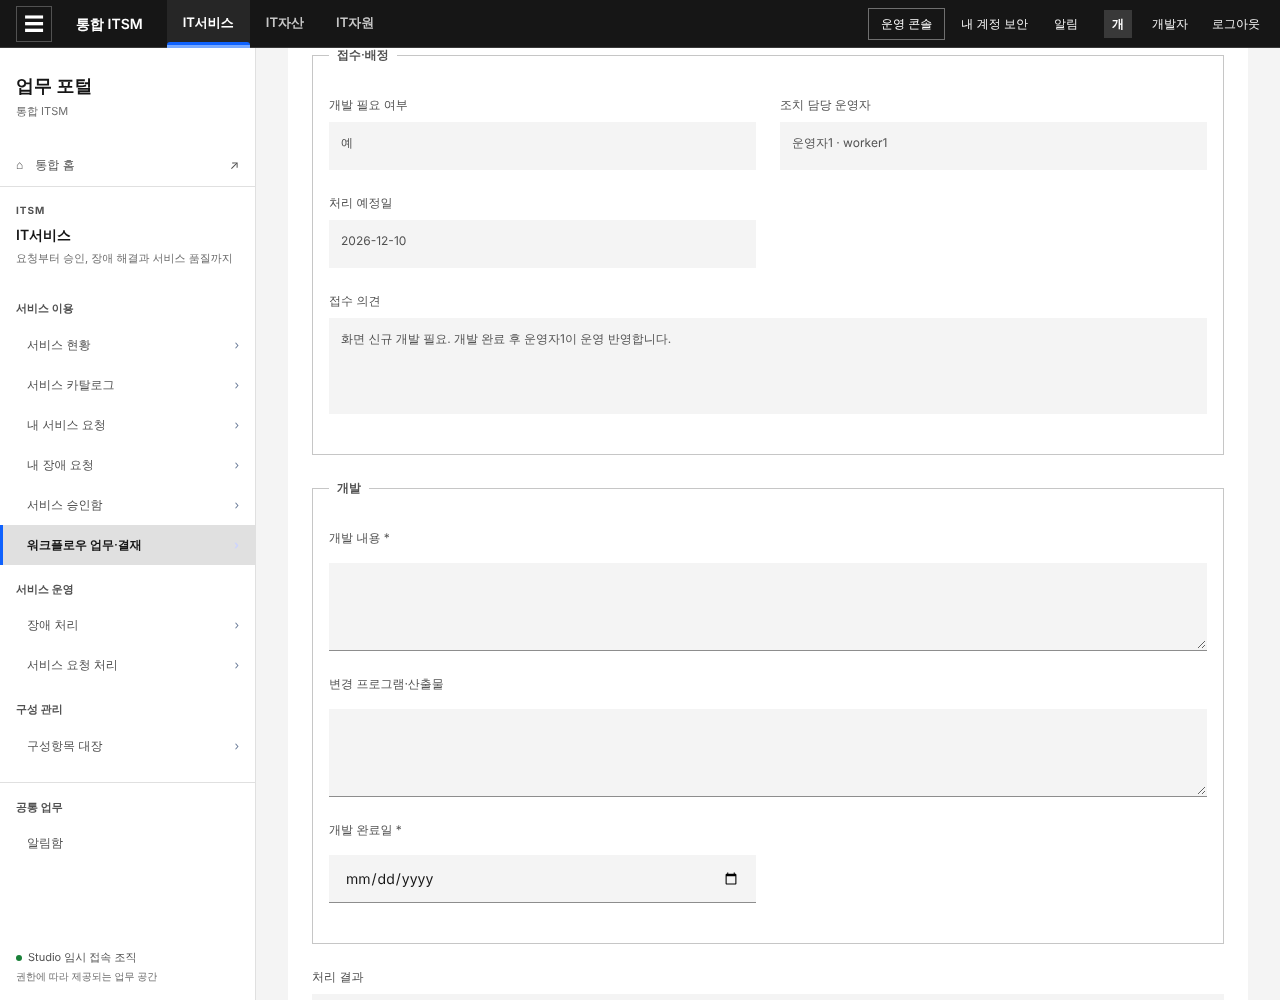 통합 ITSM
IT서비스
IT자산
IT자원
운영 콘솔
내 계정 보안
알림
개
개발자
로그아웃
업무 포털
통합 ITSM
통합 홈
ITSM
IT서비스
요청부터 승인, 장애 해결과 서비스 품질까지
서비스 이용
서비스 현황
서비스 카탈로그
내 서비스 요청
내 장애 요청
서비스 승인함
워크플로우 업무·결재
서비스 운영
장애 처리
서비스 요청 처리
구성 관리
구성항목 대장
공통 업무
알림함
Studio 임시 접속 조직
권한에 따라 제공되는 업무 공간
접수·배정
개발 필요 여부
예
조치 담당 운영자
운영자1 · worker1
처리 예정일
2026-12-10
접수 의견
화면 신규 개발 필요. 개발 완료 후 운영자1이 운영 반영합니다.
개발
개발 내용 *
변경 프로그램·산출물
개발 완료일 *
mm/dd/yyyy
처리 결과